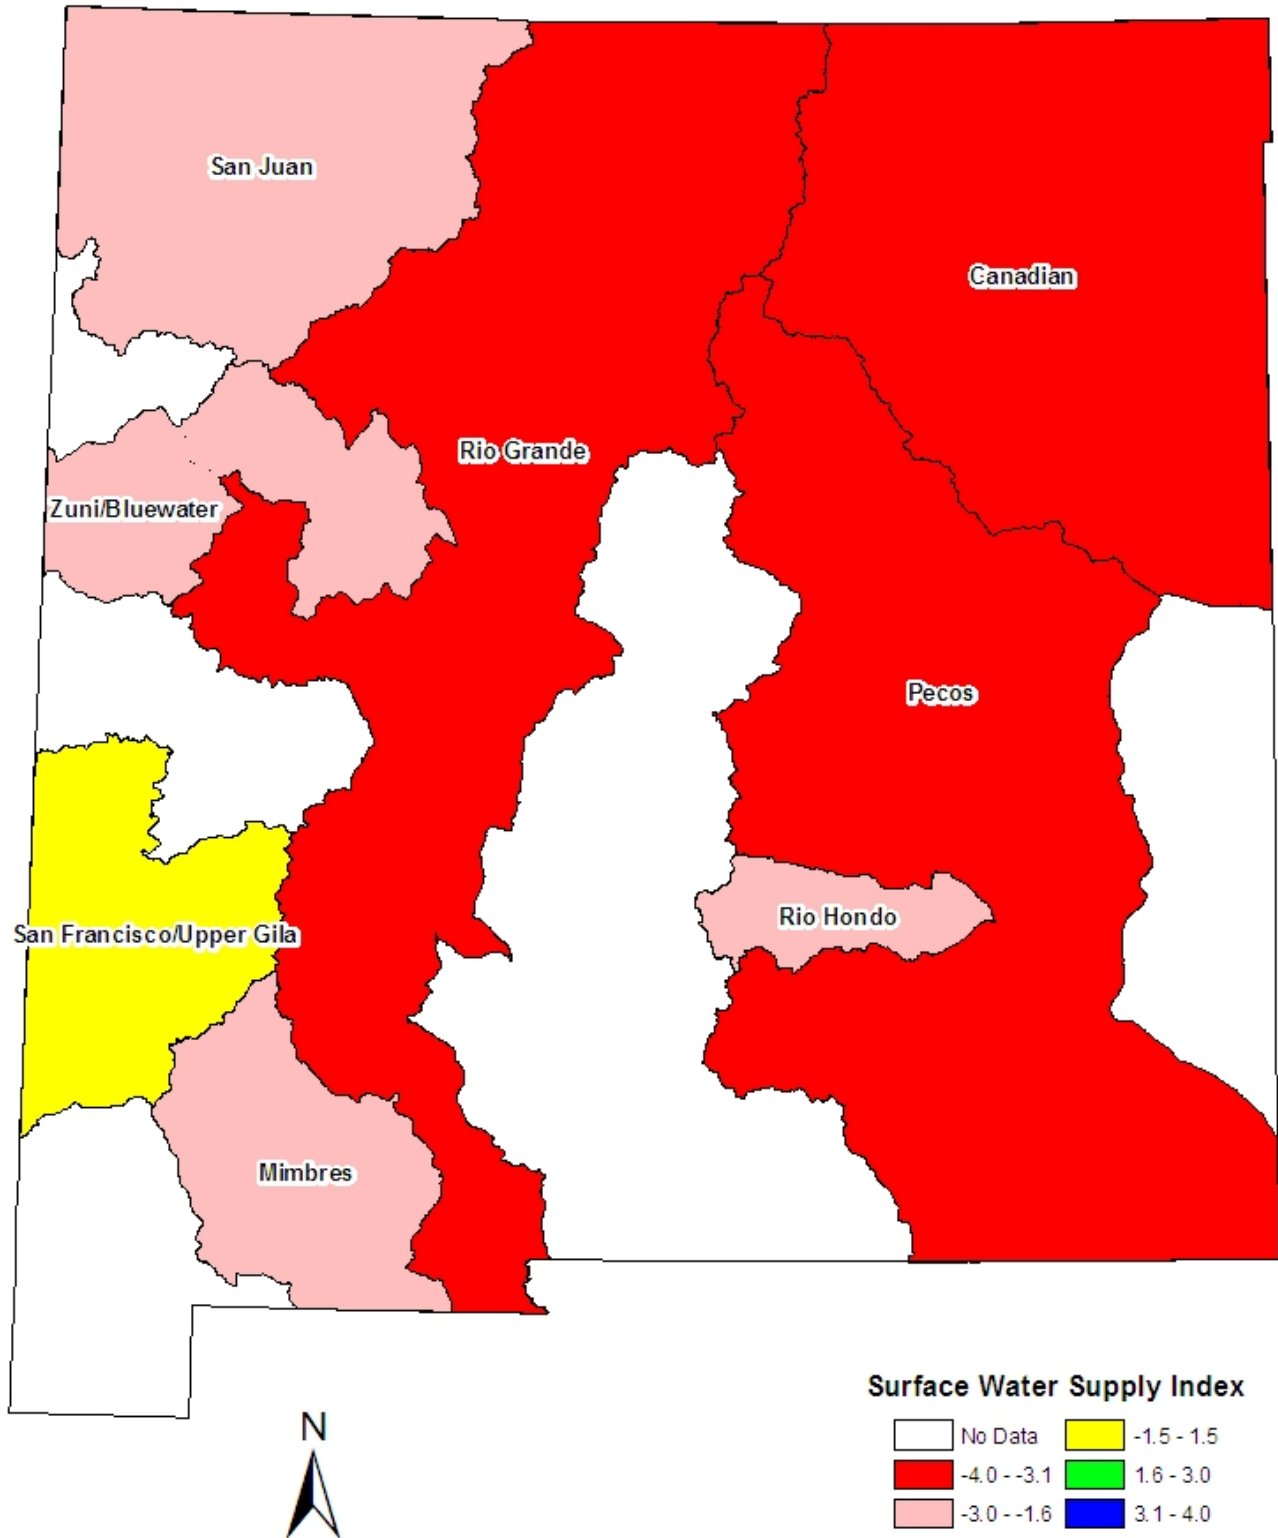 San Juan
Canadian
Rio Grande
Zuni/Bluewater
Pecos
Rio Hondo
San Francisco/Upper Gila
Mimbres
N
Surface Water Supply Index
No Data
-1.5 - 1.5
-4.0 - -3.1
1.6 - 3.0
-3.0 - -1.6
3.1 - 4.0